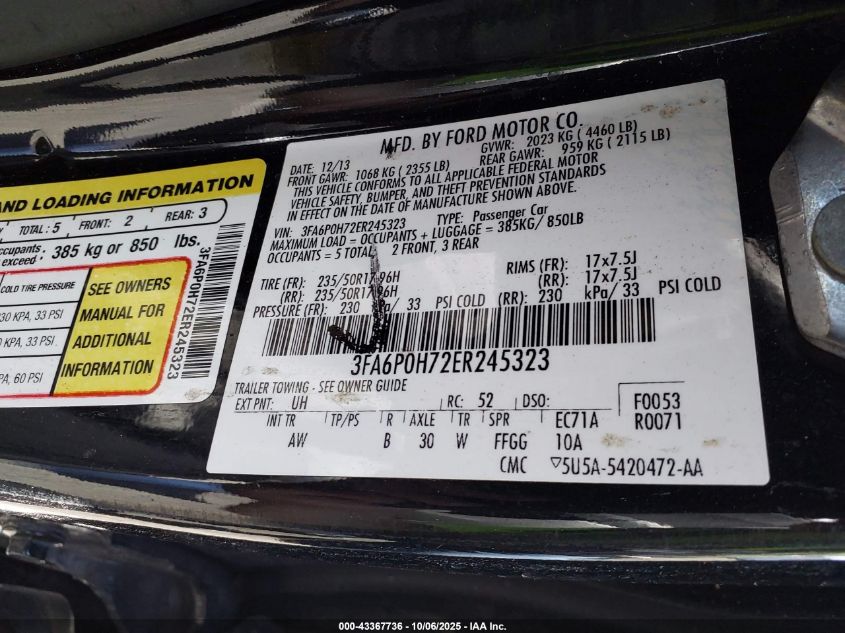 AND LOADING INFORMATION
TOTAL: 5 FRONT: 2 REAR: 3
385 kg or 850 lbs.
exceed:
COLD TIRE PRESSURE
33 PSI
KPA, 33 PSI
60 PSI
SEE OWNERS
MANUAL FOR
ADDITIONAL
INFORMATION
3FA6P0H72ER245323
MFD. BY FORD MOTOR CO.
DATE: 12/13 GVWR: 2023 KG ( 4460 LB)
FRONT GAWR: 1068 KG ( 2355 LB) REAR GAWR: 959 KG ( 2115 LB)
THIS VEHICLE CONFORMS TO ALL APPLICABLE FEDERAL MOTOR
VEHICLE SAFETY, BUMPER, AND THEFT PREVENTION STANDARDS
IN EFFECT ON THE DATE OF MANUFACTURE SHOWN ABOVE.
VIN: 3FA6P0H72ER245323 TYPE: Passenger Car
MAXIMUM LOAD = OCCUPANTS + LUGGAGE = 385KG/ 850LB
OCCUPANTS = 5 TOTAL, 2 FRONT, 3 REAR
TIRE (FR): 235/50R17 96H RIMS (FR): 17x7.5J
(RR): 235/50R17 96H (RR): 17x7.5J
PRESSURE (FR): 230 / 33 PSI COLD (RR): 230 kPa/ 33 PSI COLD
3FA6P0H72ER245323
TRAILER TOWING - SEE OWNER GUIDE
EXT PNT: UH RC: 52 DSO: F0053
INT TR TP/PS R AXLE TR SPR EC71A R0071
AW B 30 W FFGG 10A
CMC 5U5A-5420472-AA
000-43367736 - 10/06/2025 - IAA Inc.